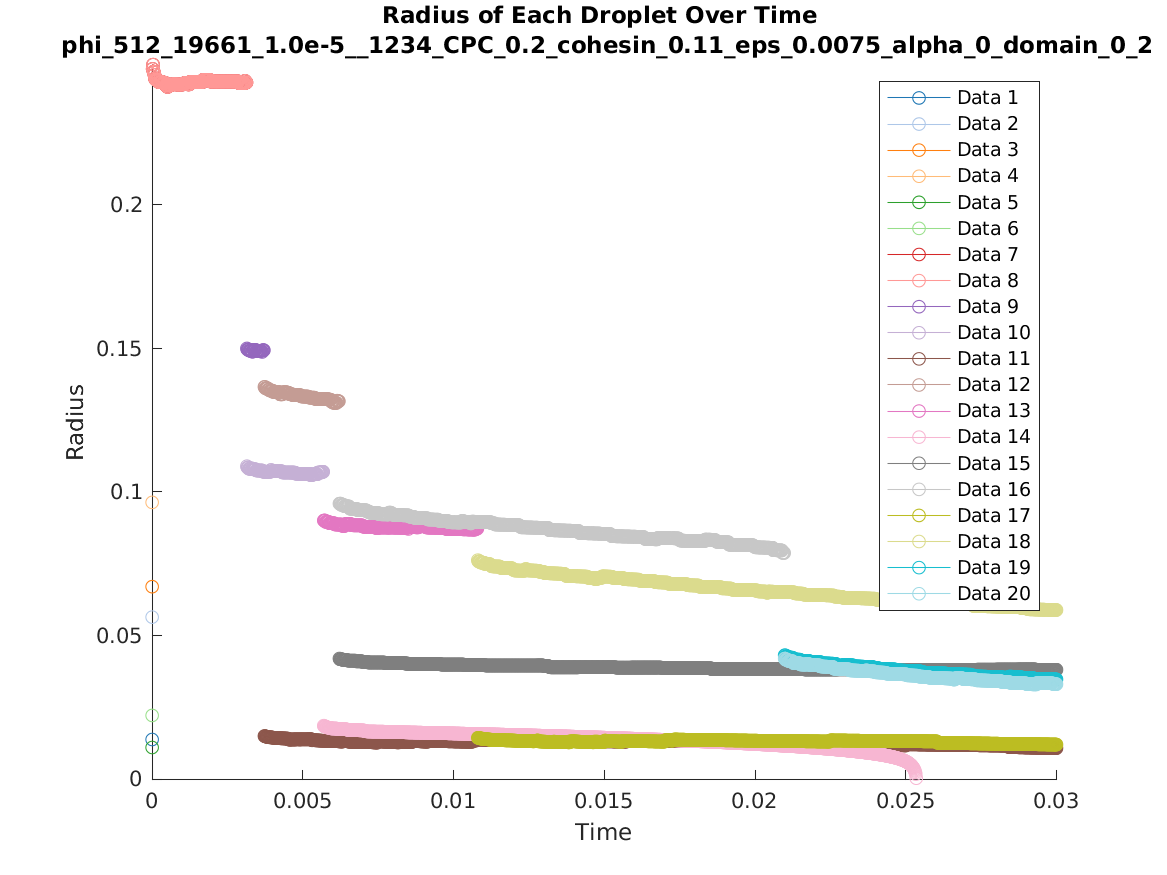 Radius of Each Droplet Over Time
phi_512_19661_1.0e-5__1234_CPC_0.2_cohesin_0.11_eps_0.0075_alpha_0_domain_0_2
Radius
0.2
0.15
0.1
0.05
0
0
0.005
0.01
0.015
0.02
0.025
0.03
Time
Data 1
Data 2
Data 3
Data 4
Data 5
Data 6
Data 7
Data 8
Data 9
Data 10
Data 11
Data 12
Data 13
Data 14
Data 15
Data 16
Data 17
Data 18
Data 19
Data 20